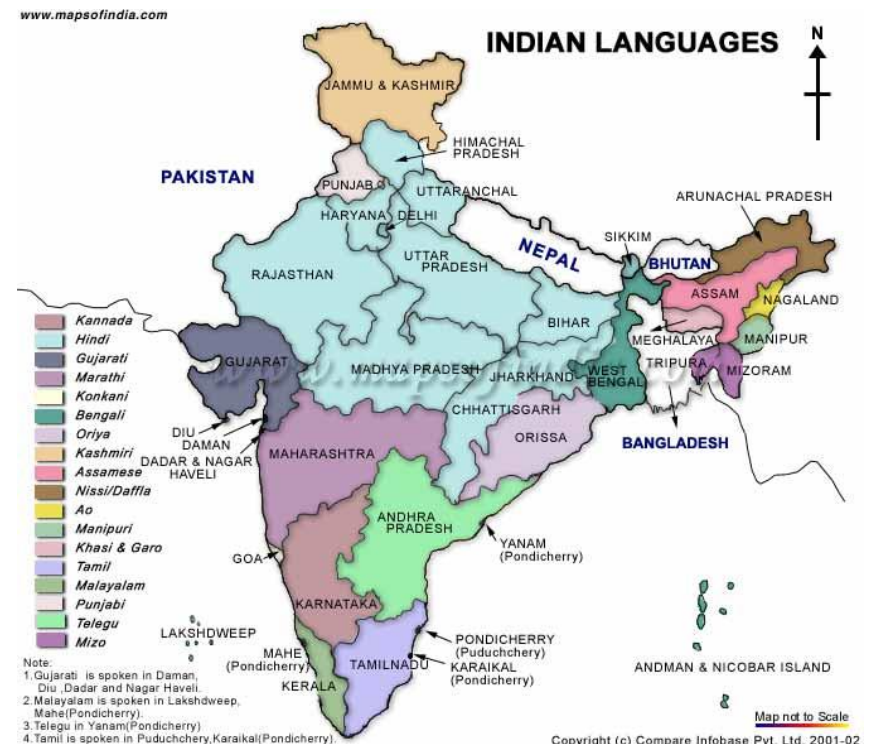 www.mapsofindia.com
INDIAN LANGUAGES
N
JAMMU & KASHMIR
HIMACHAL
PRADESH
PAKISTAN
PUNJAB
UTTARANCHAL
ARUNACHAL PRADESH
HARYANA
DELHI
SIKKIM
NEPAL
BHUTAN
UTTAR
PRADESH
RAJASTHAN
ASSAM
NAGALAND
BIHAR
MEGHALAYA
MANIPUR
GUJARAT
MADHYA PRADESH
JHARKHAND
WEST
BENGAL
TRIPURA
MIZORAM
CHHATTISGARH
DIU
DAMAN
DADAR & NAGAR
HAVELI
MAHARASHTRA
ORISSA
BANGLADESH
ANDHRA
PRADESH
YANAM
(Pondicherry)
GOA
KARNATAKA
LAKSHDWEEP
MAHE
(Pondicherry)
KERALA
TAMILNADU
PONDICHERRY
(Puduchchery)
KARAIKAL
(Pondicherry)
ANDMAN & NICOBAR ISLAND
Kannada
Hindi
Gujarati
Marathi
Konkani
Bengali
Oriya
Kashmiri
Assamese
Nissi/Daffla
Ao
Manipuri
Khasi & Garo
Tamil
Malayalam
Punjabi
Telegu
Mizo
Note:
1.Gujarati is spoken in Daman,
Diu ,Dadar and Nagar Haveli.
2.Malayalam is spoken in Lakshdweep,
Mahe(Pondicherry).
3.Telegu in Yanam(Pondicherry)
4.Tamil is spoken in Puduchchery,Karaikal(Pondicherry).
Map not to Scale
Copyright (c) Compare Infobase Pvt. Ltd. 2001-02